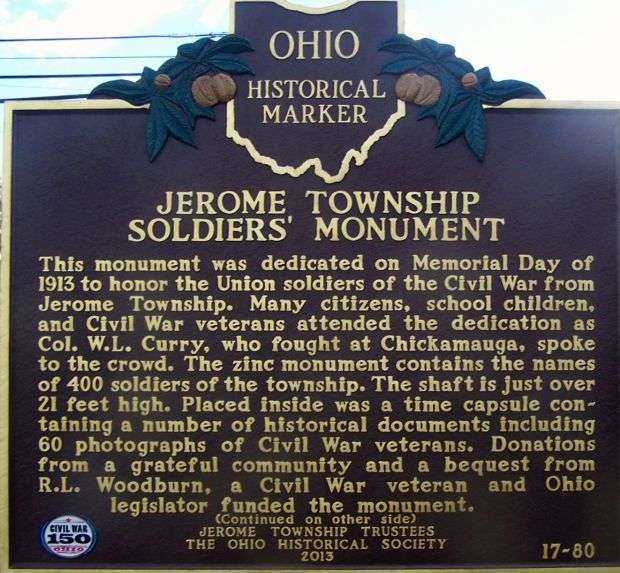 OHIO
HISTORICAL
MARKER
JEROME TOWNSHIP
SOLDIERS' MONUMENT
This monument was dedicated on Memorial Day of
1913 to honor the Union soldiers of the Civil War from
Jerome Township. Many citizens, school children,
and Civil War veterans attended the dedication as
Col. W.L. Curry, who fought at Chickamauga, spoke
to the crowd. The zinc monument contains the names
of 400 soldiers of the township. The shaft is just over
21 feet high. Placed inside was a time capsule con-
taining a number of historical documents including
60 photographs of Civil War veterans. Donations
from a grateful community and a bequest from
R.L. Woodburn, a Civil War veteran and Ohio
legislator funded the monument.
(Continued on other side)
JEROME TOWNSHIP TRUSTEES
THE OHIO HISTORICAL SOCIETY
2013
CIVIL WAR
150
OHIO
17-80